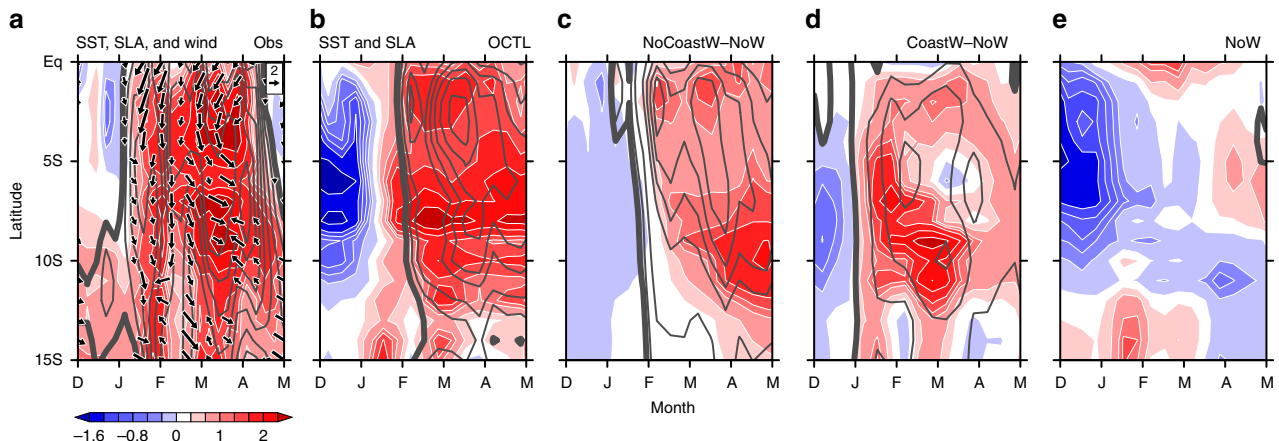 a b c d e
SST, SLA, and wind Obs SST and SLA OCTL NoCoastW–NoW CoastW–NoW NoW
Eq
2
5S
10S
15S
Latitude
D J F M A M D J F M A M D J F M A M D J F M A M D J F M A M
Month
−1.6 −0.8 0 1 2